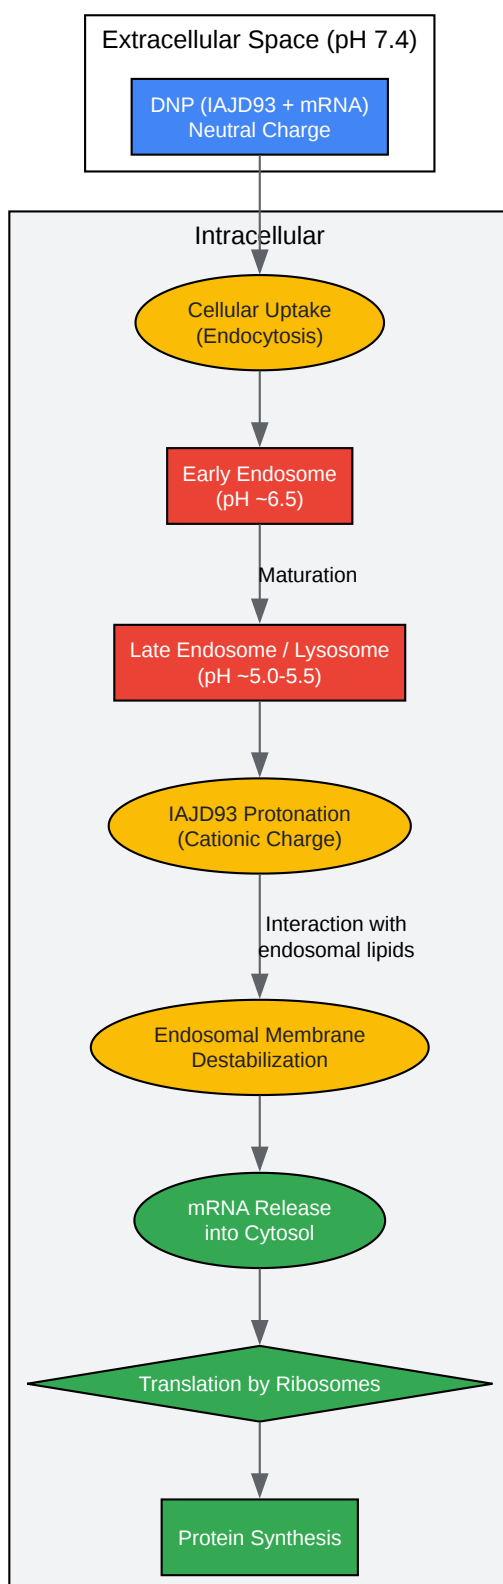 Extracellular Space (pH 7.4)
DNP (IAJD93 + mRNA)
Neutral Charge
Intracellular
Cellular Uptake
(Endocytosis)
Early Endosome
(pH ~6.5)
Maturation
Late Endosome / Lysosome
(pH ~5.0-5.5)
IAJD93 Protonation
(Cationic Charge)
Interaction with
endosomal lipids
Endosomal Membrane
Destabilization
mRNA Release
into Cytosol
Translation by Ribosomes
Protein Synthesis